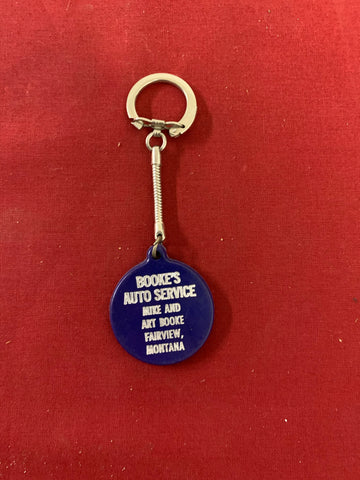 BOOKE'S
AUTO SERVICE
MIKE AND
ART BOOKE
FAIRVIEW,
MONTANA